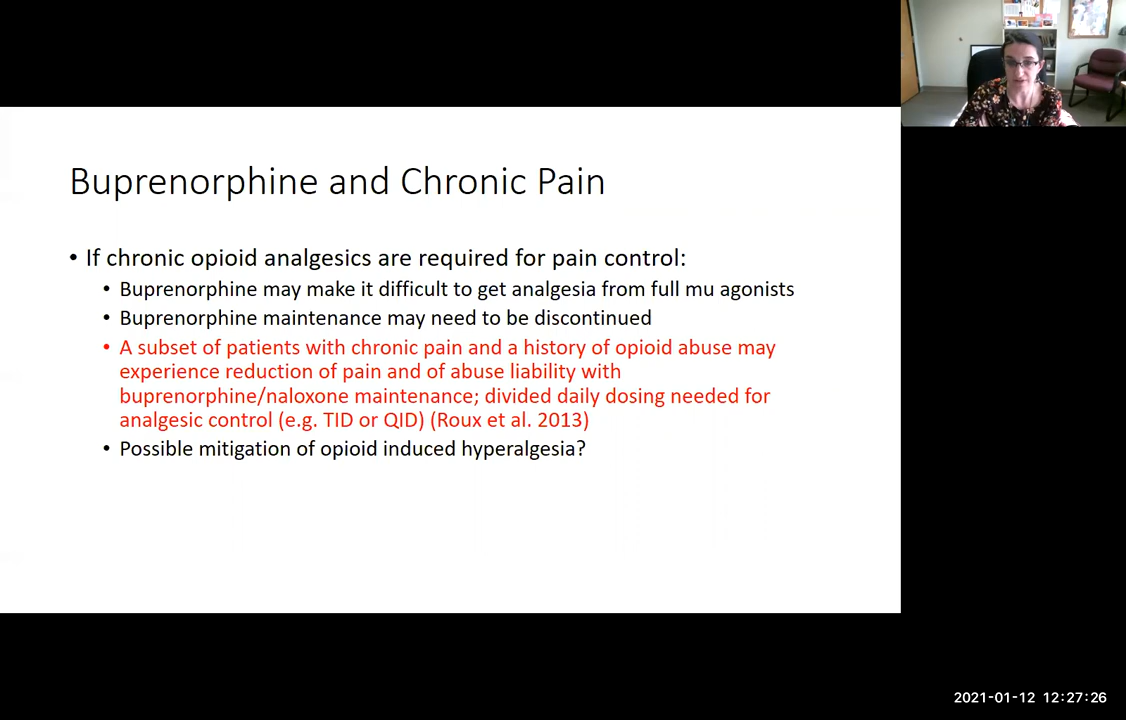 Buprenorphine and Chronic Pain
• If chronic opioid analgesics are required for pain control:
• Buprenorphine may make it difficult to get analgesia from full mu agonists
• Buprenorphine maintenance may need to be discontinued
• A subset of patients with chronic pain and a history of opioid abuse may
experience reduction of pain and of abuse liability with
buprenorphine/naloxone maintenance; divided daily dosing needed for
analgesic control (e.g. TID or QID) (Roux et al. 2013)
• Possible mitigation of opioid induced hyperalgesia?
2021-01-12 12:27:26